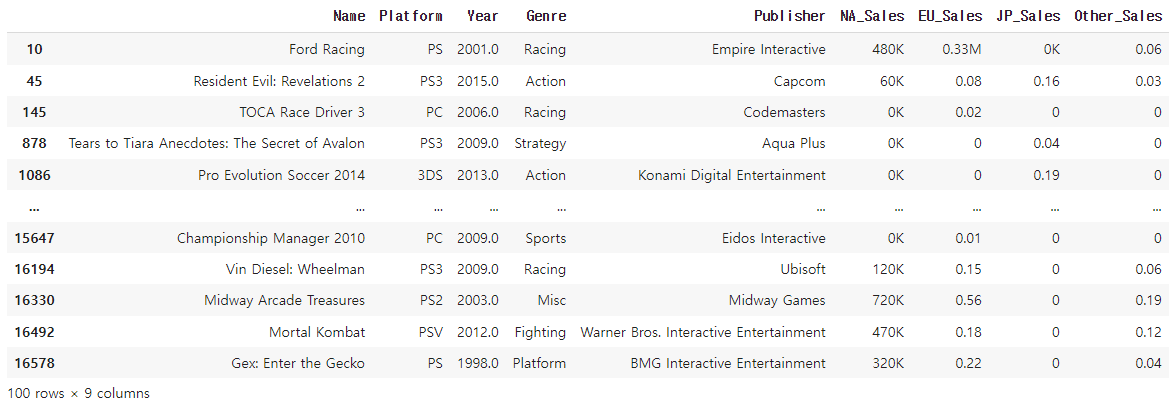 Name Platform Year Genre Publisher NA_Sales EU_Sales JP_Sales Other_Sales
10 Ford Racing PS 2001.0 Racing Empire Interactive 480K 0.33M 0K 0.06
45 Resident Evil: Revelations 2 PS3 2015.0 Action Capcom 60K 0.08 0.16 0.03
145 TOCA Race Driver 3 PC 2006.0 Racing Codemasters 0K 0.02 0 0
878 Tears to Tiara Anecdotes: The Secret of Avalon PS3 2009.0 Strategy Aqua Plus 0K 0 0.04 0
1086 Pro Evolution Soccer 2014 3DS 2013.0 Action Konami Digital Entertainment 0K 0 0.19 0
... ... ... ... ... ... ... ... ... ...
15647 Championship Manager 2010 PC 2009.0 Sports Eidos Interactive 0K 0.01 0 0
16194 Vin Diesel: Wheelman PS3 2009.0 Racing Ubisoft 120K 0.15 0 0.06
16330 Midway Arcade Treasures PS2 2003.0 Misc Midway Games 720K 0.56 0 0.19
16492 Mortal Kombat PSV 2012.0 Fighting Warner Bros. Interactive Entertainment 470K 0.18 0 0.12
16578 Gex: Enter the Gecko PS 1998.0 Platform BMG Interactive Entertainment 320K 0.22 0 0.04
100 rows × 9 columns